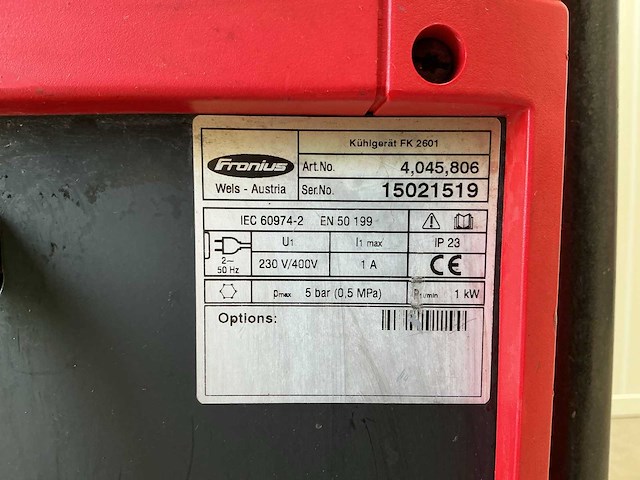 Kühlgerät FK 2601
Fronius
Wels - Austria
Art.No. 4,045,806
Ser.No. 15021519
IEC 60974-2 EN 50 199
2~
50 Hz
U1 I1 max IP 23
230 V/400V 1 A CE
pmax 5 bar (0,5 MPa) 1 kW
Options: